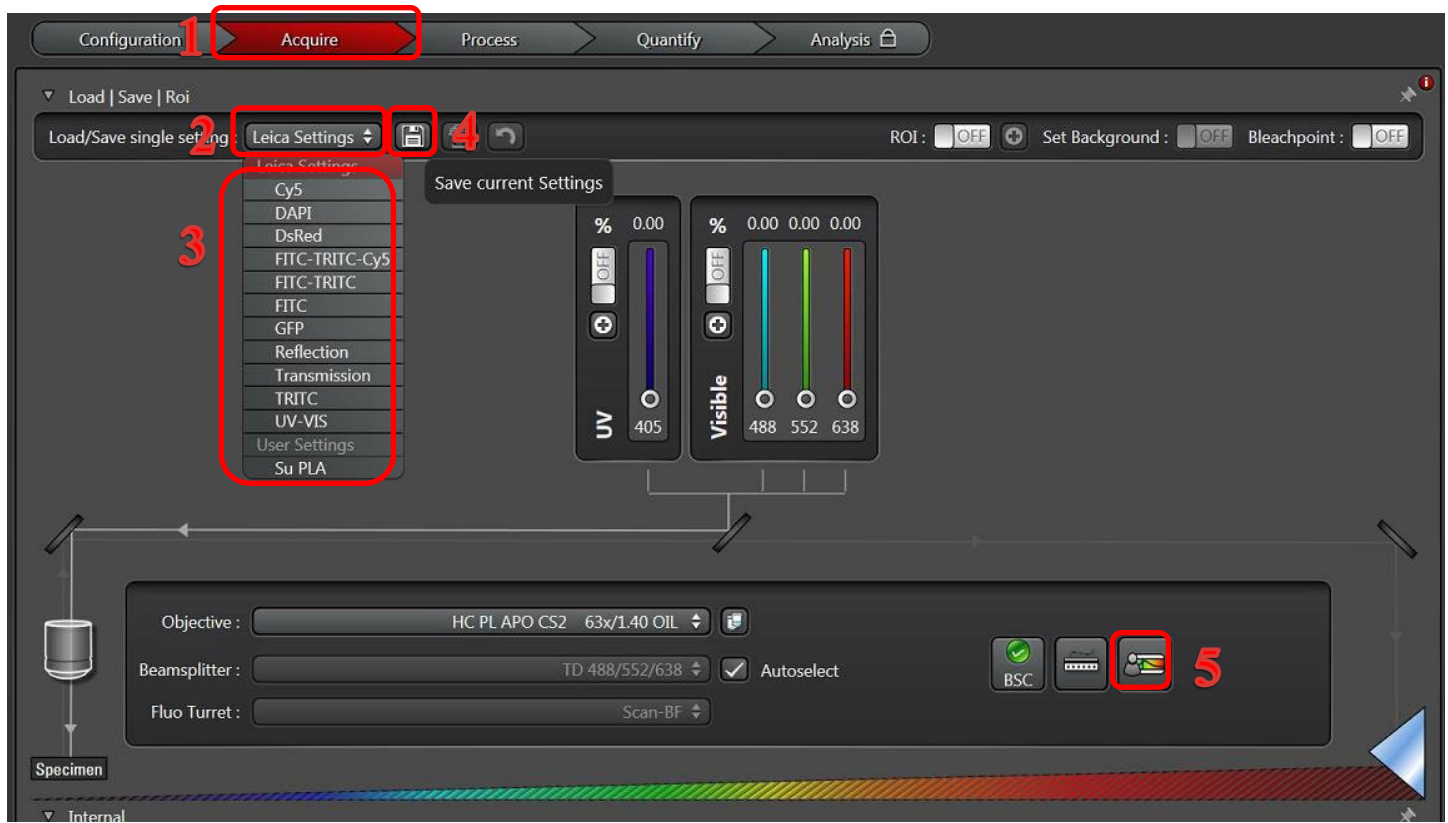 Configuration 1 Acquire Process Quantify Analysis
Load | Save | Roi
Load/Save single setting : 2 Leica Settings 4 ROI : OFF Set Background : OFF Bleachpoint : OFF
Leica Settings
Save current Settings
3
Cy5
DAPI
DsRed
FITC-TRITC-Cy5
FITC-TRITC
FITC
GFP
Reflection
Transmission
TRITC
UV-VIS
User Settings
Su PLA
% 0.00 % 0.00 0.00 0.00
OFF OFF
UV Visible
405 488 552 638
Objective : HC PL APO CS2 63x/1.40 OIL
Beamsplitter : TD 488/552/638 Autoselect
Fluo Turret : Scan-BF
BSC 5
Specimen
Internal